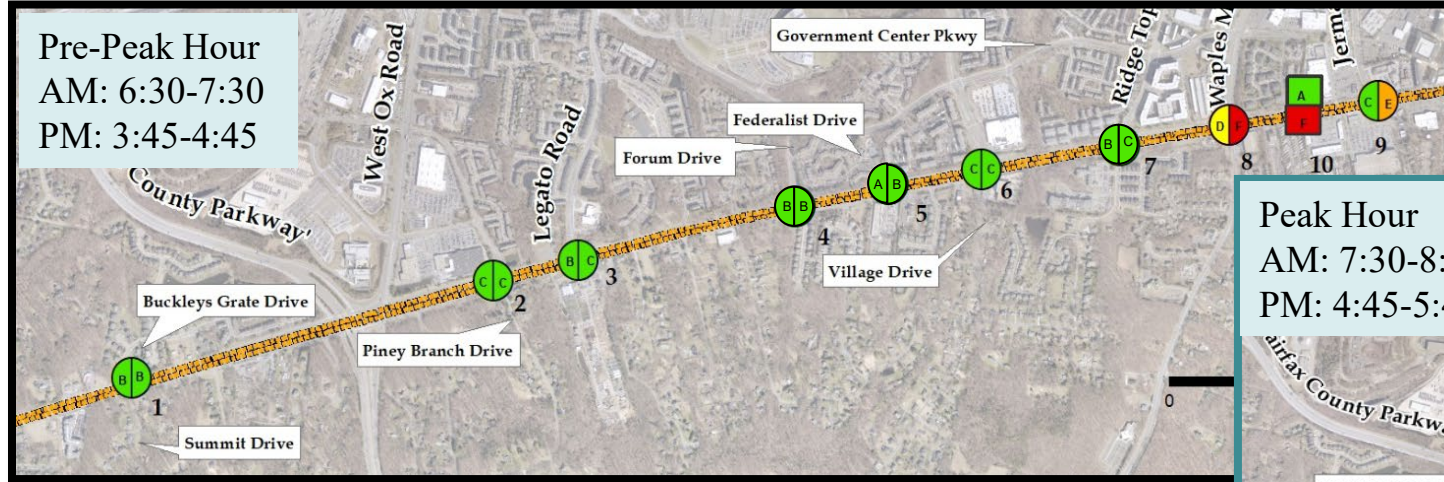 Pre-Peak Hour
AM: 6:30-7:30
PM: 3:45-4:45
West Ox Road
Legato Road
Government Center Pkwy
Ridge Top
Waples M
Jerme
Federalist Drive
Forum Drive
Village Drive
County Parkway'
Buckleys Grate Drive
Piney Branch Drive
Summit Drive
B B
1
C C
2
B C
3
B B
4
A B
5
C C
6
B C
7
D F
8
A
F
10
C E
9
0
Peak Hour
AM: 7:30-8:
PM: 4:45-5:4
airfax County Parkwa